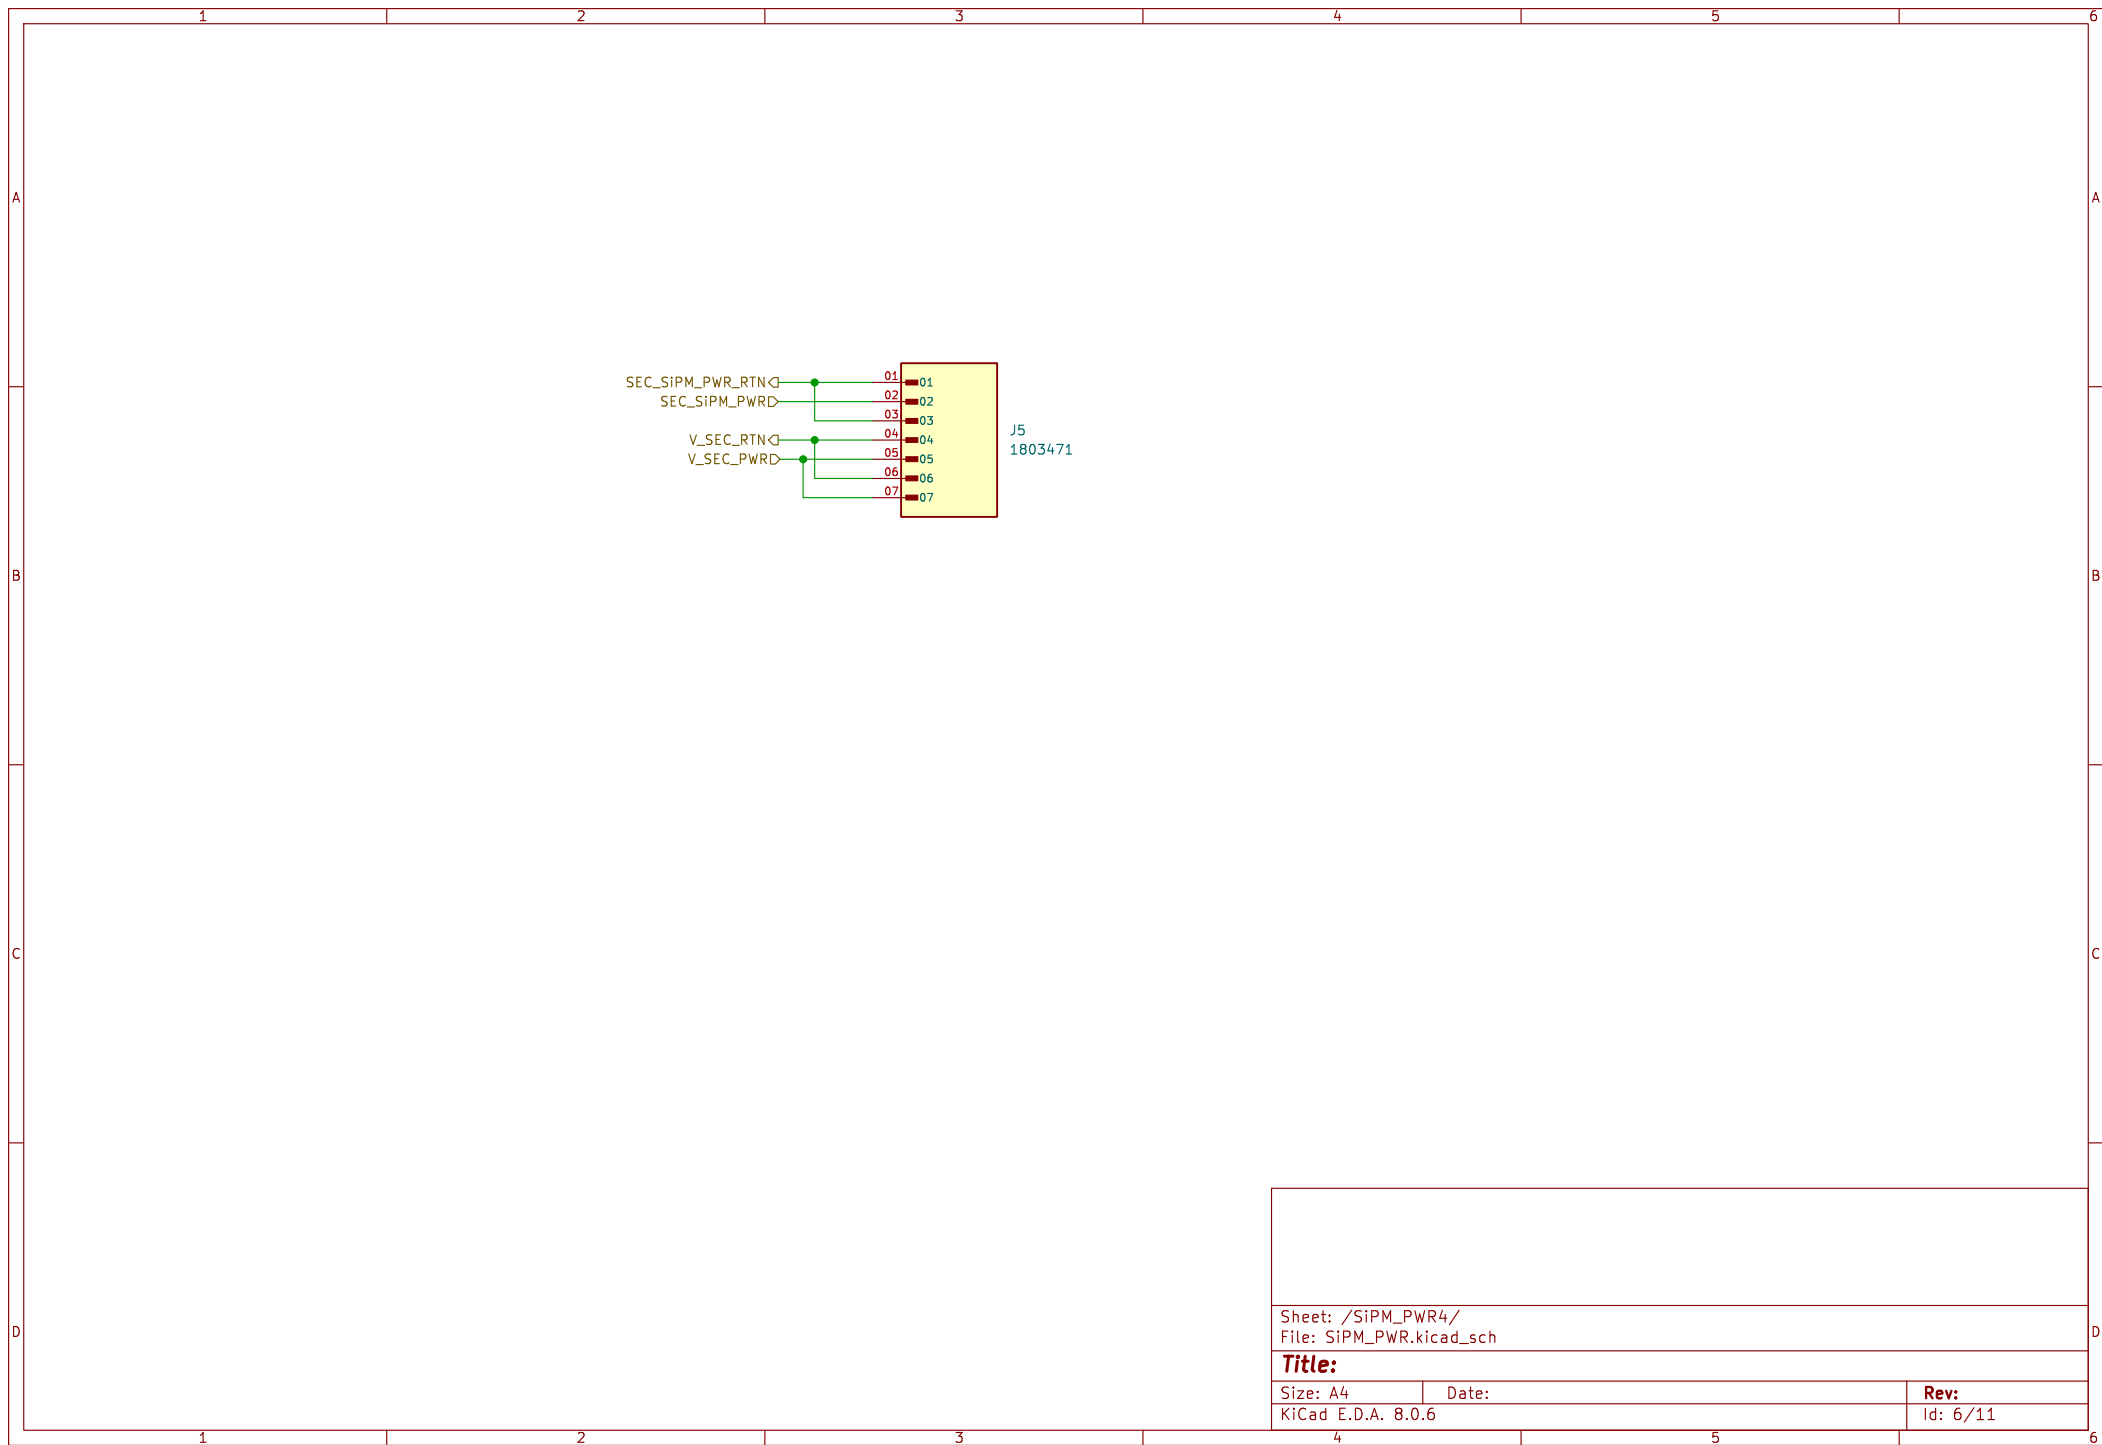 1 2 3 4 5 6
A A
SEC_SiPM_PWR_RTN 01 01
SEC_SiPM_PWR 02 02
03 03
V_SEC_RTN 04 04
V_SEC_PWR 05 05
06 06
07 07
J5
1803471
B B
C C
Sheet: /SiPM_PWR4/
File: SiPM_PWR.kicad_sch
D D
Title:
Size: A4 Date: Rev:
KiCad E.D.A. 8.0.6 Id: 6/11
1 2 3 4 5 6